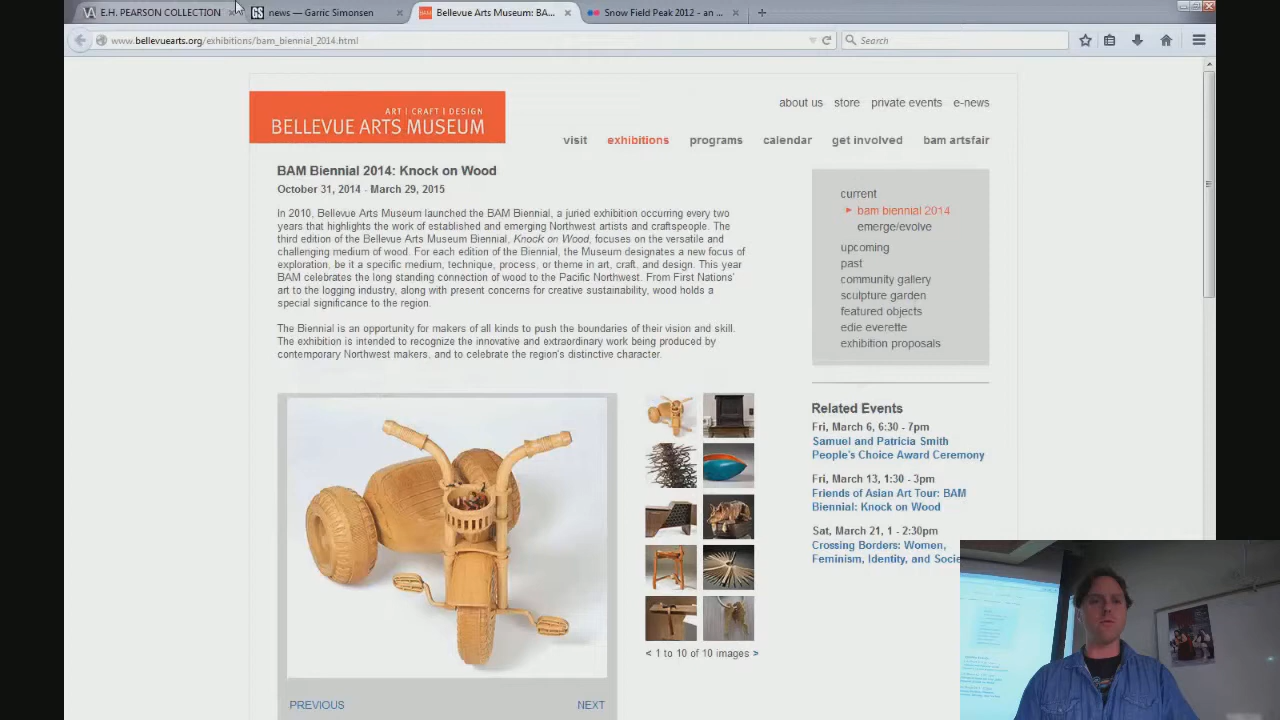 E.H. PEARSON COLLECTION
GS news — Garric Simonsen
BAM Bellevue Arts Museum: BA...
Snow Field Peak 2012 - an ...
www.bellevuearts.org/exhibitions/bam_biennial_2014.html
Search
ART | CRAFT | DESIGN
BELLEVUE ARTS MUSEUM
about us store private events e-news
visit exhibitions programs calendar get involved bam artsfair
BAM Biennial 2014: Knock on Wood
October 31, 2014 - March 29, 2015
In 2010, Bellevue Arts Museum launched the BAM Biennial, a juried exhibition occurring every two
years that highlights the work of established and emerging Northwest artists and craftspeople. The
third edition of the Bellevue Arts Museum Biennial, Knock on Wood, focuses on the versatile and
challenging medium of wood. For each edition of the Biennial, the Museum designates a new focus of
exploration, be it a specific medium, technique, process, or theme in art, craft, and design. This year
BAM celebrates the long standing connection of wood to the Pacific Northwest. From First Nations'
art to the logging industry, along with present concerns for creative sustainability, wood holds a
special significance to the region.
The Biennial is an opportunity for makers of all kinds to push the boundaries of their vision and skill.
The exhibition is intended to recognize the innovative and extraordinary work being produced by
contemporary Northwest makers, and to celebrate the region's distinctive character.
< 1 to 10 of 10 images >
PREVIOUS NEXT
current
bam biennial 2014
emerge/evolve
upcoming
past
community gallery
sculpture garden
featured objects
edie everette
exhibition proposals
Related Events
Fri, March 6, 6:30 - 7pm
Samuel and Patricia Smith
People's Choice Award Ceremony
Fri, March 13, 1:30 - 3pm
Friends of Asian Art Tour: BAM
Biennial: Knock on Wood
Sat, March 21, 1 - 2:30pm
Crossing Borders: Women,
Feminism, Identity, and Socie